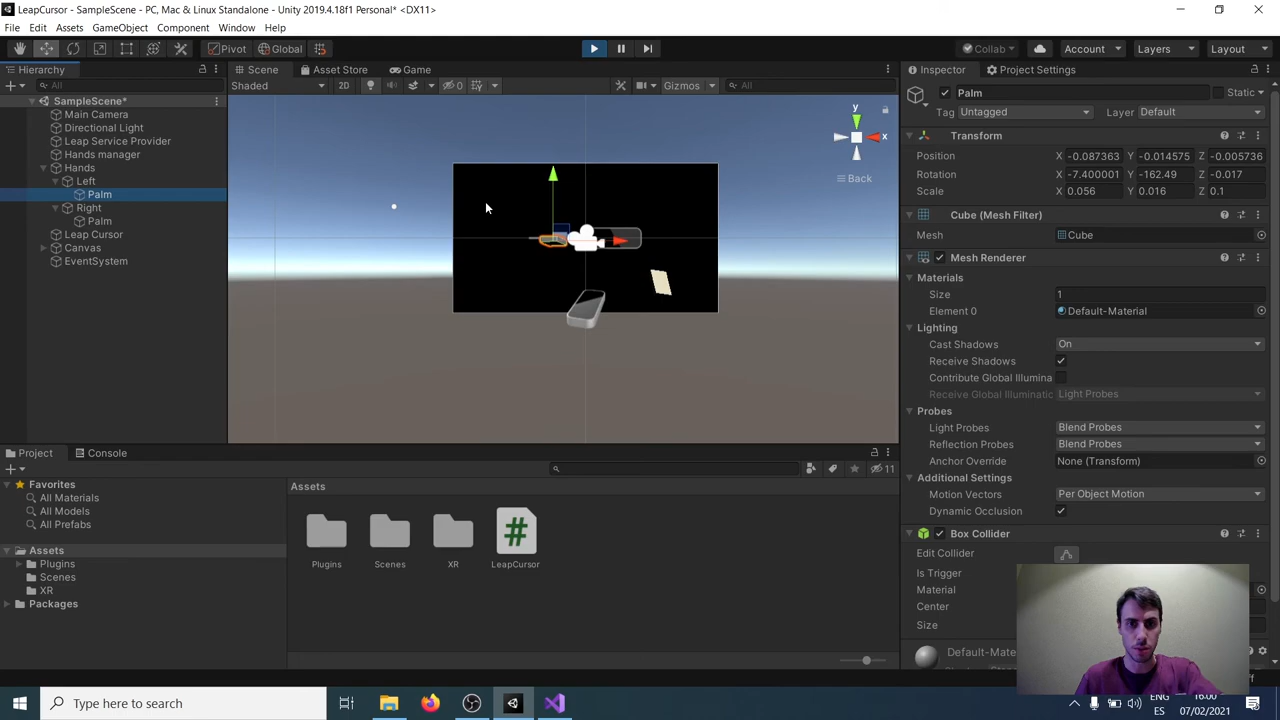 LeapCursor - SampleScene - PC, Mac & Linux Standalone - Unity 2019.4.18f1 Personal* <DX11>
File Edit Assets GameObject Component Window Help
Pivot Global Collab Account Layers Layout
Hierarchy
All
SampleScene*
Main Camera
Directional Light
Leap Service Provider
Hands manager
Hands
Left
Palm
Right
Palm
Leap Cursor
Canvas
EventSystem
Scene Asset Store Game
Shaded 2D 0 Gizmos All
y
x
Back
Inspector Project Settings
Palm Static
Tag Untagged Layer Default
Transform
Position X -0.087363 Y -0.014575 Z -0.005736
Rotation X -7.400001 Y -162.49 Z -0.017
Scale X 0.056 Y 0.016 Z 0.1
Cube (Mesh Filter)
Mesh Cube
Mesh Renderer
Materials
Size 1
Element 0 Default-Material
Lighting
Cast Shadows On
Receive Shadows
Contribute Global Illumina
Receive Global Illuminatic Light Probes
Probes
Light Probes Blend Probes
Reflection Probes Blend Probes
Anchor Override None (Transform)
Additional Settings
Motion Vectors Per Object Motion
Dynamic Occlusion
Box Collider
Edit Collider
Is Trigger
Material
Center
Size
Default-Mate
Project Console
11
Favorites
All Materials
All Models
All Prefabs
Assets
Plugins
Scenes
XR
Packages
Assets
Plugins Scenes XR LeapCursor
#
Type here to search
ENG
ES
16:00
07/02/2021